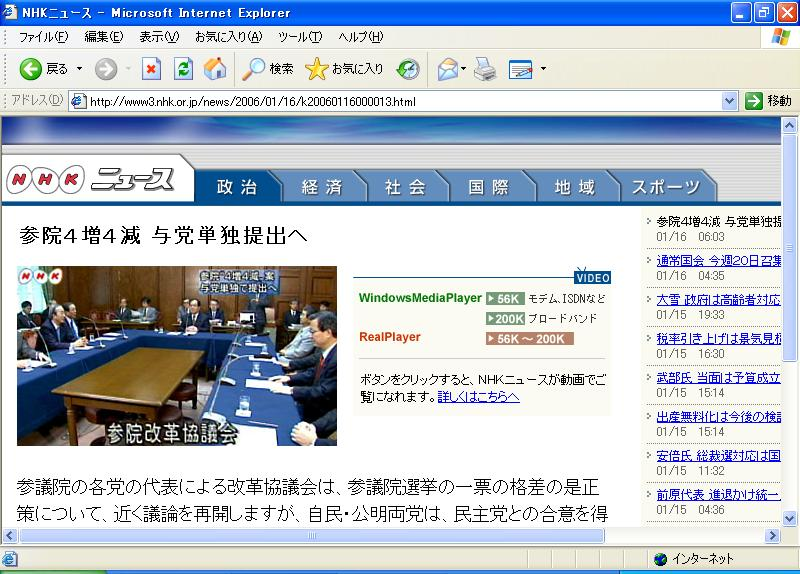 NHKニュース - Microsoft Internet Explorer
ファイル(F) 編集(E) 表示(V) お気に入り(A) ツール(T) ヘルプ(H)
戻る 検索 お気に入り
アドレス(D) http://www3.nhk.or.jp/news/2006/01/16/k20060116000013.html 移動
NHK ニュース 政治 経済 社会 国際 地域 スポーツ
参院4増4減 与党単独提出へ
NHK
参院"4増4減"案
与党単独で提出へ
参院改革協議会
VIDEO
WindowsMediaPlayer 56K モデム、ISDNなど
200K ブロードバンド
RealPlayer 56K ～ 200K
ボタンをクリックすると、NHKニュースが動画でご
覧になれます。詳しくはこちらへ
参議院の各党の代表による改革協議会は、参議院選挙の一票の格差の是正
策について、近く議論を再開しますが、自民・公明両党は、民主党との合意を得
参院4増4減 与党単独提
01/16 06:03
通常国会 今週20日召集
01/16 04:35
大雪 政府は高齢者対応
01/15 19:33
税率引き上げは景気見極
01/15 16:30
武部氏 当面は予算成立
01/15 15:14
出産無料化は今後の検討
01/15 15:14
安倍氏 総裁選対応は国
01/15 11:32
前原代表 進退かけ統一
01/15 04:36
インターネット